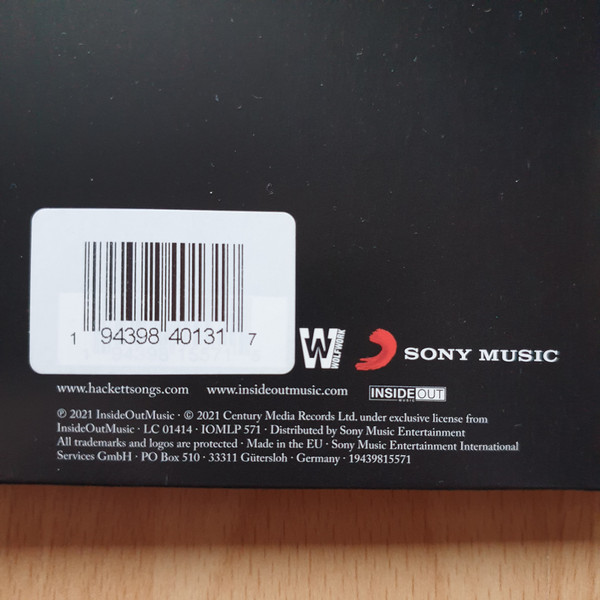 1 94398 40131 7
W WOLFWORK
SONY MUSIC
www.hackettsongs.com www.insideoutmusic.com INSIDEOUT MUSIC
℗ 2021 InsideOutMusic · © 2021 Century Media Records Ltd. under exclusive license from
InsideOutMusic · LC 01414 · IOMLP 571 · Distributed by Sony Music Entertainment
All trademarks and logos are protected · Made in the EU · Sony Music Entertainment International
Services GmbH · PO Box 510 · 33311 Gütersloh · Germany · 19439815571